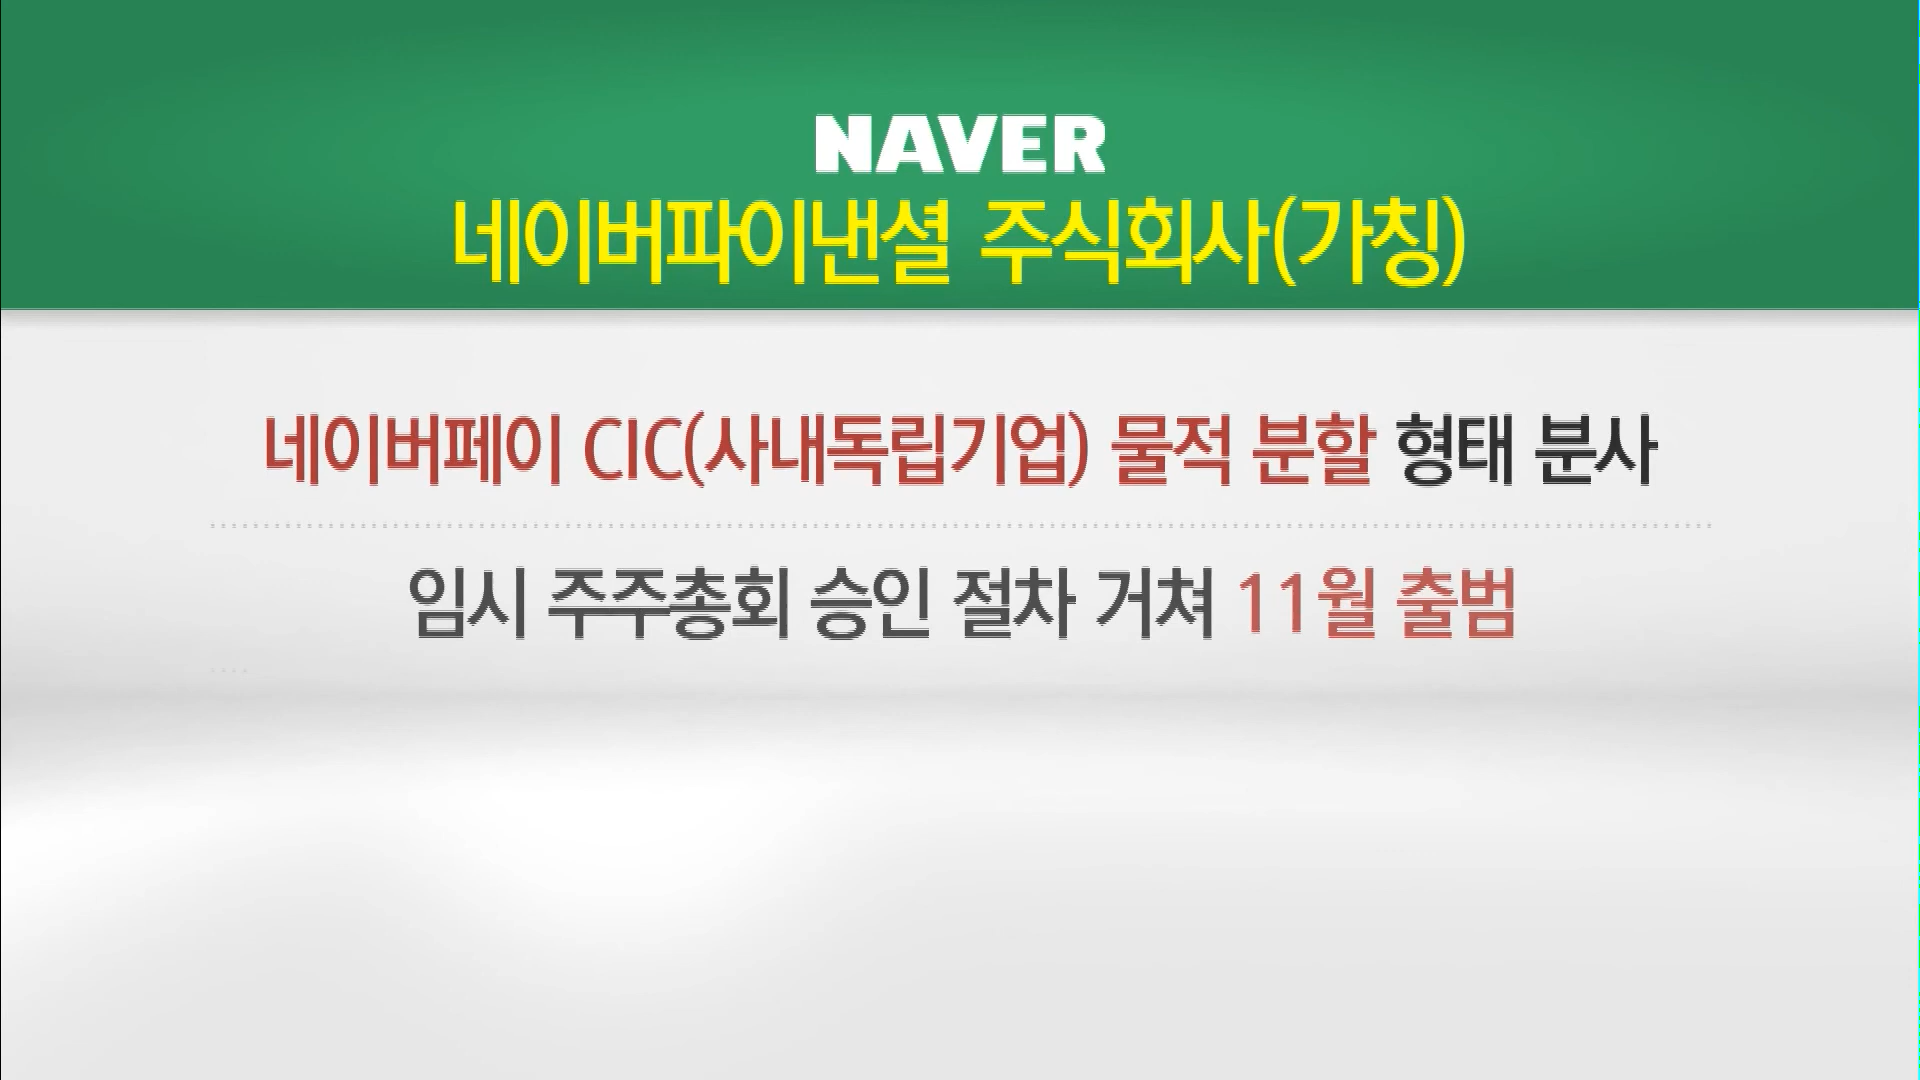 NAVER
네이버파이낸셜 주식회사(가칭)
네이버페이 CIC(사내독립기업) 물적 분할 형태 분사
임시 주주총회 승인 절차 거쳐 11월 출범